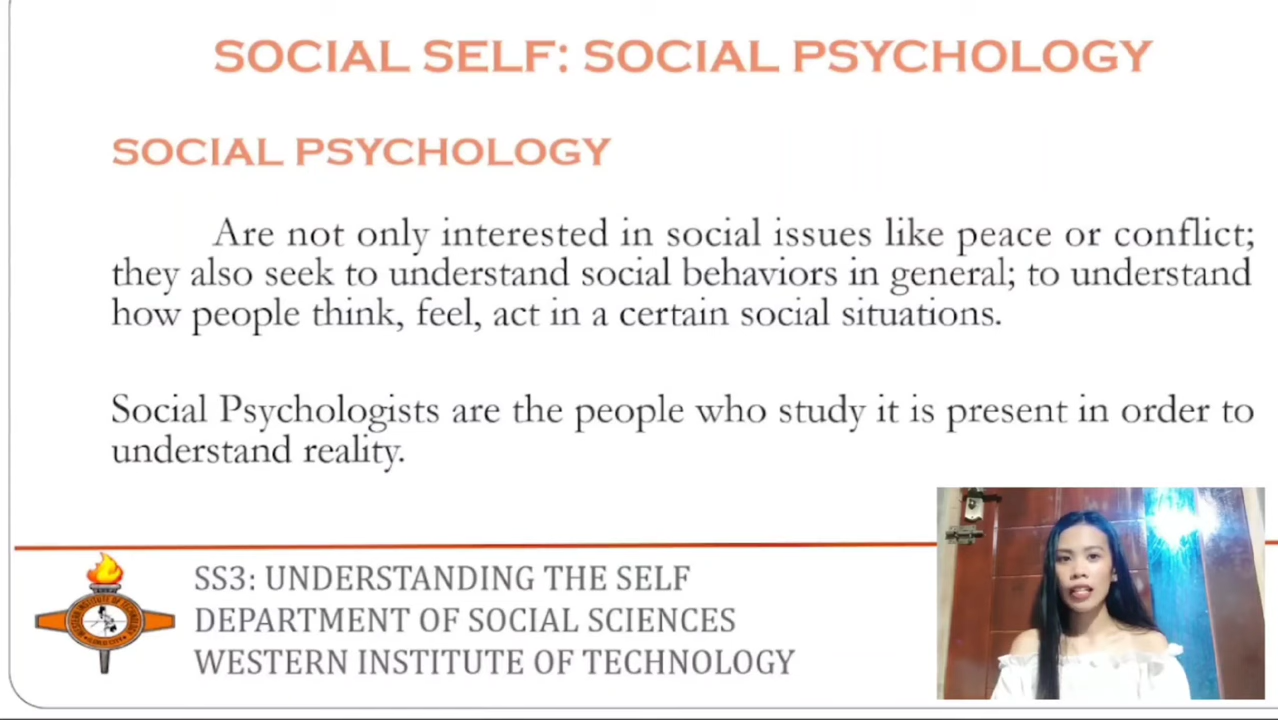 SOCIAL SELF: SOCIAL PSYCHOLOGY
SOCIAL PSYCHOLOGY
Are not only interested in social issues like peace or conflict;
they also seek to understand social behaviors in general; to understand
how people think, feel, act in a certain social situations.
Social Psychologists are the people who study it is present in order to
understand reality.
SS3: UNDERSTANDING THE SELF
DEPARTMENT OF SOCIAL SCIENCES
WESTERN INSTITUTE OF TECHNOLOGY